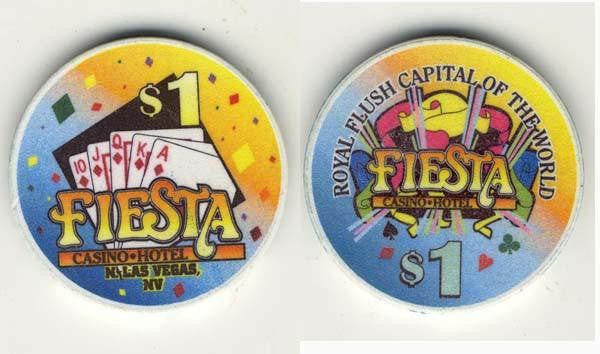 $1
10 J Q K A
FIESTA
CASINO•HOTEL
N. LAS VEGAS,
NV
ROYAL FLUSH CAPITAL OF THE WORLD
FIESTA
CASINO•HOTEL
$1